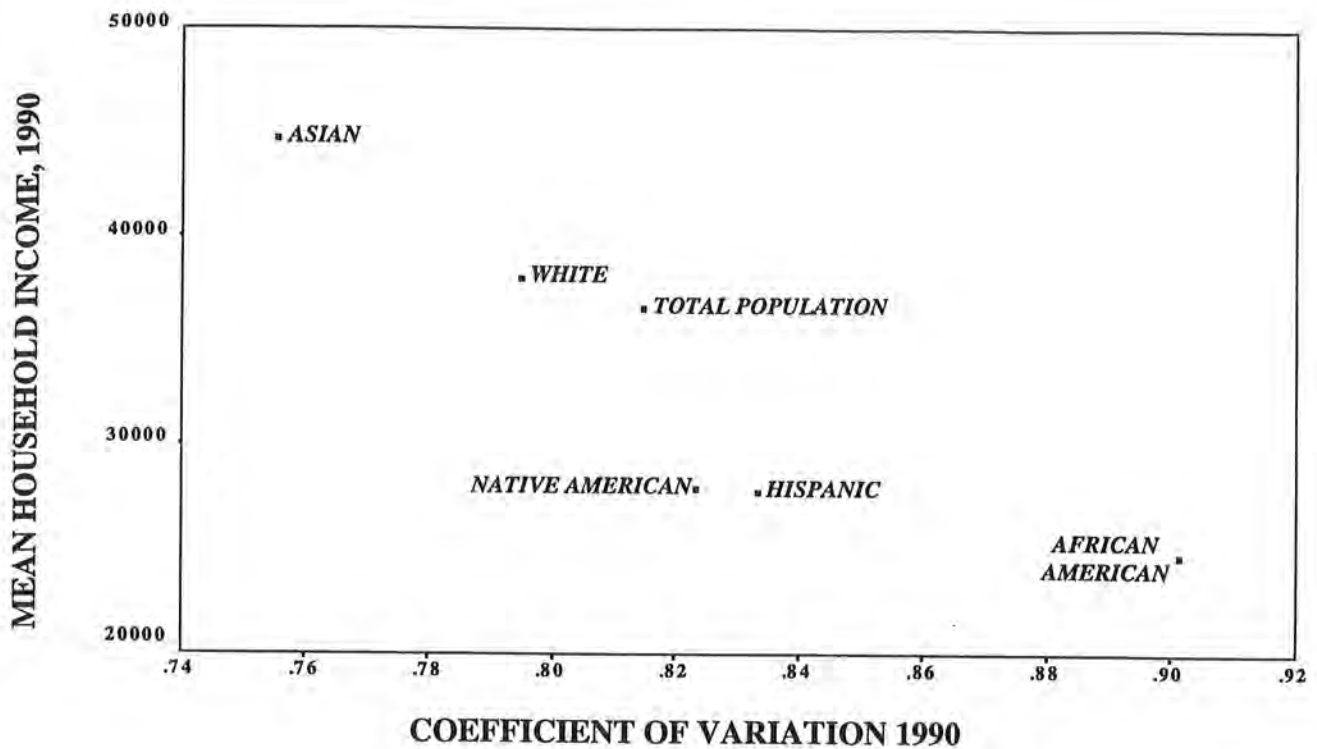 MEAN HOUSEHOLD INCOME, 1990
50000
ASIAN
40000
WHITE
TOTAL POPULATION
30000
NATIVE AMERICAN
HISPANIC
AFRICAN
AMERICAN
20000
.74 .76 .78 .80 .82 .84 .86 .88 .90 .92
COEFFICIENT OF VARIATION 1990